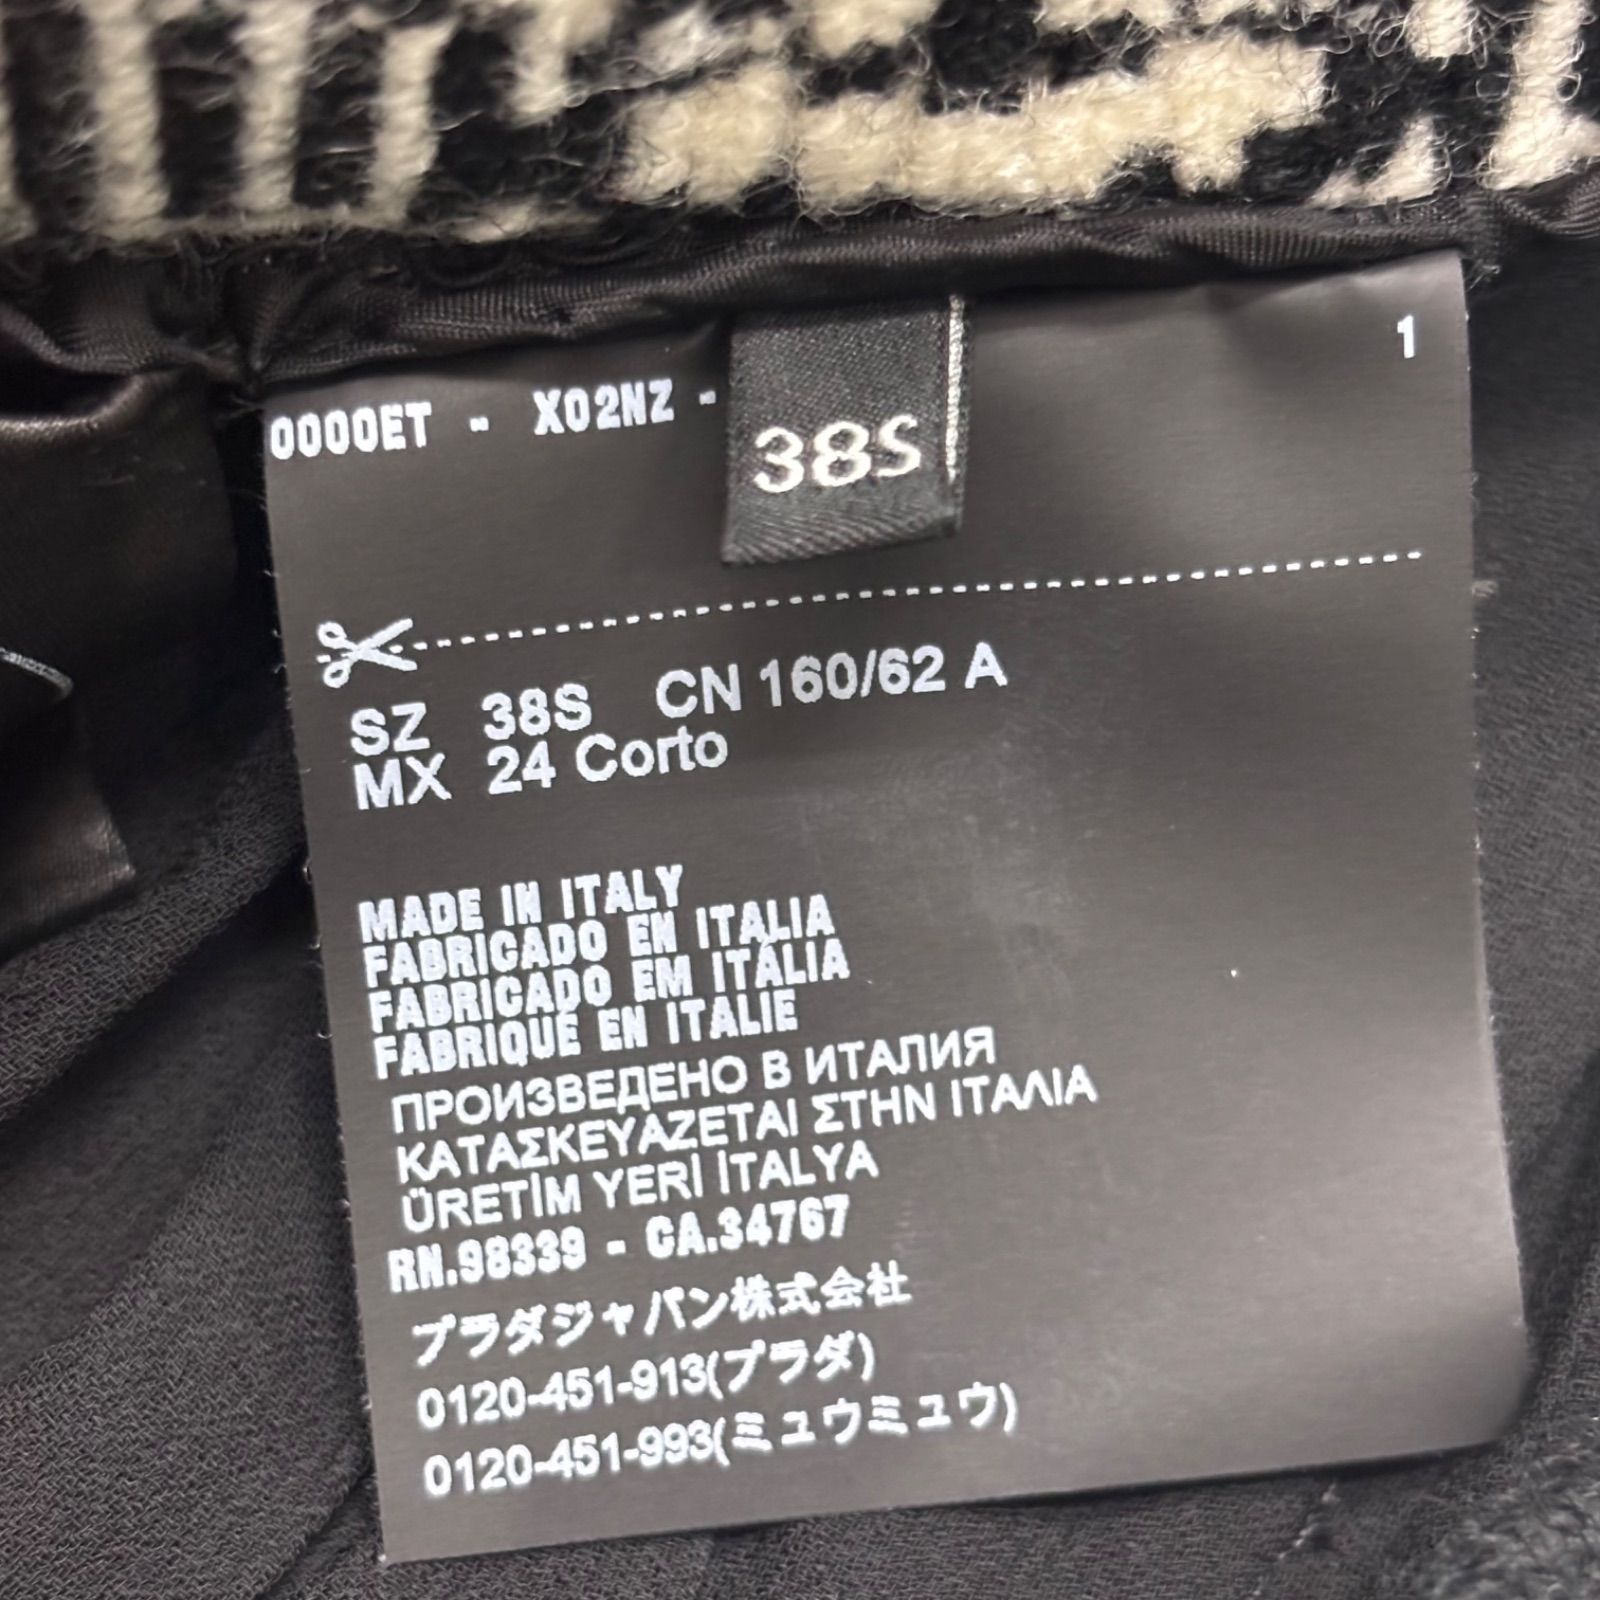 0000ET - X02NZ -
38S
1
SZ 38S CN 160/62 A
MX 24 Corto
MADE IN ITALY
FABRICADO EN ITALIA
FABRICADO EM ITÁLIA
FABRIQUÉ EN ITALIE
ПРОИЗВЕДЕНО В ИТАЛИЯ
ΚΑΤΑΣΚΕΥΑΖΕΤΑΙ ΣΤΗΝ ΙΤΑΛΙΑ
ÜRETİM YERİ İTALYA
RN.98339 - CA.34767
プラダジャパン株式会社
0120-451-913(プラダ)
0120-451-993(ミュウミュウ)